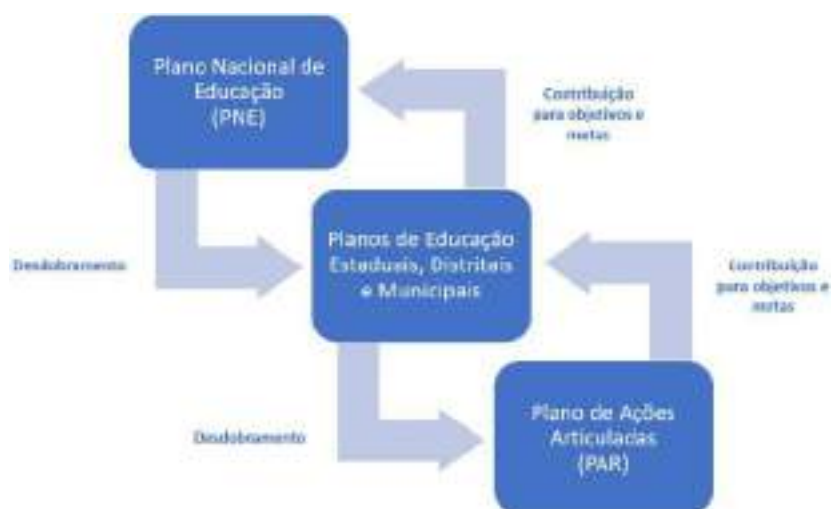 Plano Nacional de
Educação
(PNE)
Contribuição
para objetivos e
metas
Desdobramento
Planos de Educação
Estaduais, Distritais
e Municipais
Contribuição
para objetivos e
metas
Desdobramento
Plano de Ações
Articuladas
(PAR)